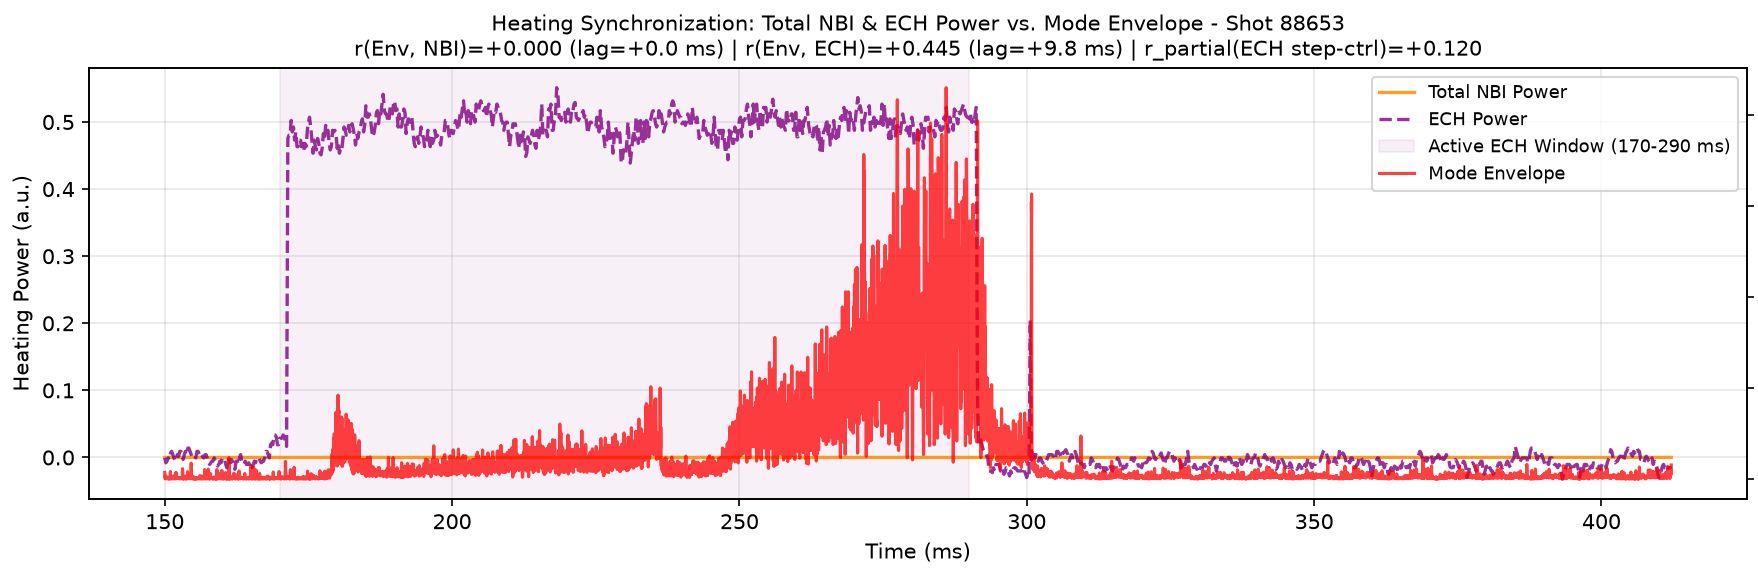 Heating Synchronization: Total NBI & ECH Power vs. Mode Envelope - Shot 88653
r(Env, NBI)=+0.000 (lag=+0.0 ms) | r(Env, ECH)=+0.445 (lag=+9.8 ms) | r_partial(ECH step-ctrl)=+0.120
Total NBI Power
ECH Power
Active ECH Window (170-290 ms)
Mode Envelope
Heating Power (a.u.)
0.5
0.4
0.3
0.2
0.1
0.0
150 200 250 300 350 400
Time (ms)